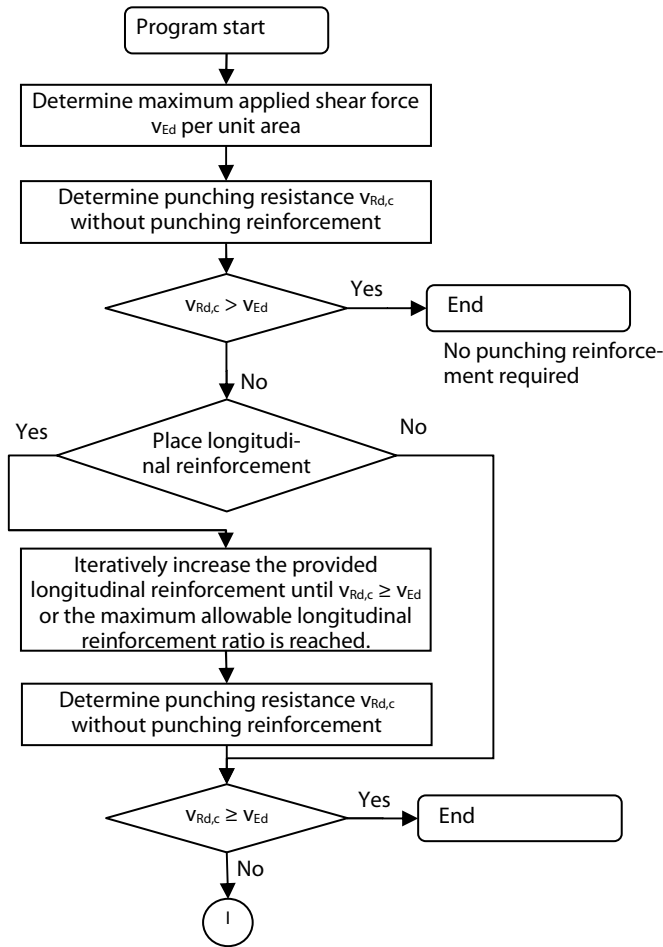 Program start
Determine maximum applied shear force
vEd per unit area
Determine punching resistance vRd,c
without punching reinforcement
vRd,c > vEd
Yes
End
No punching reinforce-
ment required
No
Yes
Place longitudi-
nal reinforcement
No
Iteratively increase the provided
longitudinal reinforcement until vRd,c ≥ vEd
or the maximum allowable longitudinal
reinforcement ratio is reached.
Determine punching resistance vRd,c
without punching reinforcement
vRd,c ≥ vEd
Yes
End
No
I